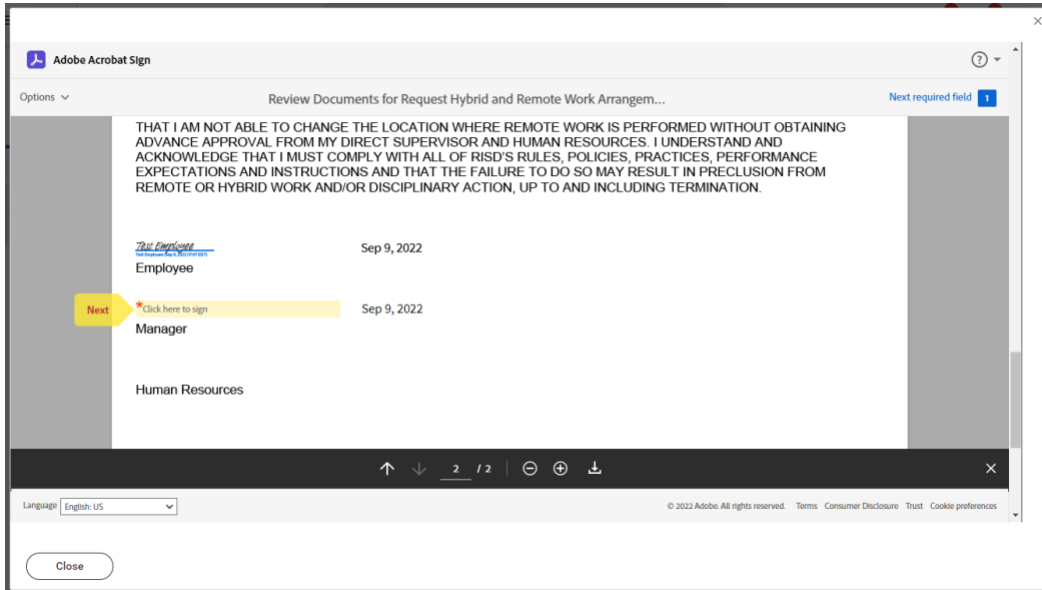 Adobe Acrobat Sign
?
Options
Review Documents for Request Hybrid and Remote Work Arrangem...
Next required field 1
THAT I AM NOT ABLE TO CHANGE THE LOCATION WHERE REMOTE WORK IS PERFORMED WITHOUT OBTAINING
ADVANCE APPROVAL FROM MY DIRECT SUPERVISOR AND HUMAN RESOURCES. I UNDERSTAND AND
ACKNOWLEDGE THAT I MUST COMPLY WITH ALL OF RISD'S RULES, POLICIES, PRACTICES, PERFORMANCE
EXPECTATIONS AND INSTRUCTIONS AND THAT THE FAILURE TO DO SO MAY RESULT IN PRECLUSION FROM
REMOTE OR HYBRID WORK AND/OR DISCIPLINARY ACTION, UP TO AND INCLUDING TERMINATION.
Test Employee Sep 9, 2022
Employee
Next *Click here to sign Sep 9, 2022
Manager
Human Resources
2 / 2
Language English: US © 2022 Adobe. All rights reserved. Terms Consumer Disclosure Trust Cookie preferences
Close